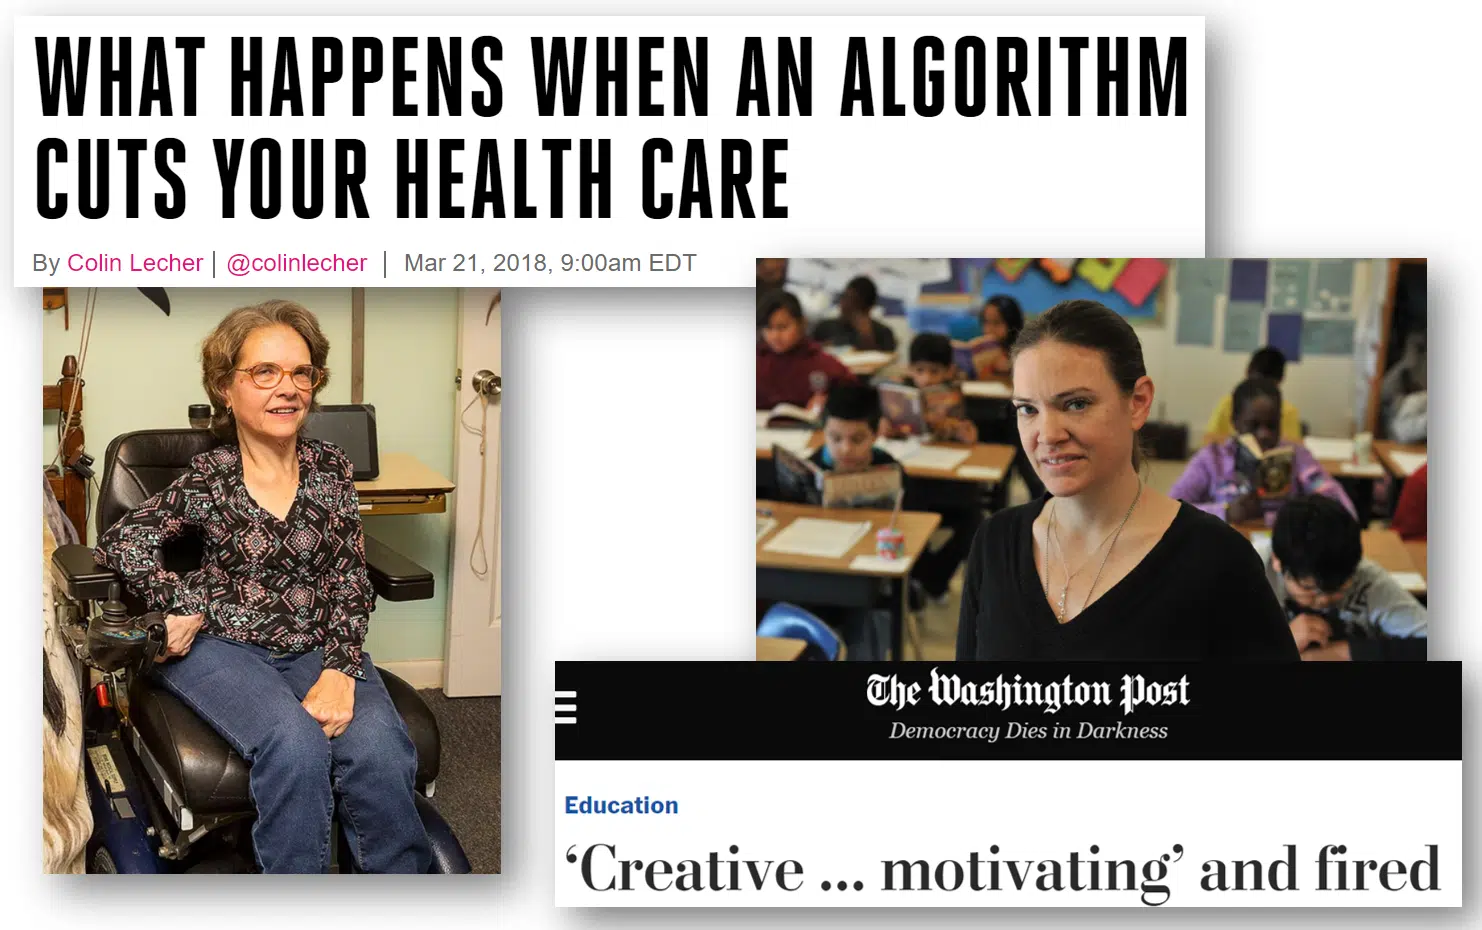 WHAT HAPPENS WHEN AN ALGORITHM
CUTS YOUR HEALTH CARE
By Colin Lecher | @colinlecher | Mar 21, 2018, 9:00am EDT
The Washington Post
Democracy Dies in Darkness
Education
‘Creative ... motivating’ and fired